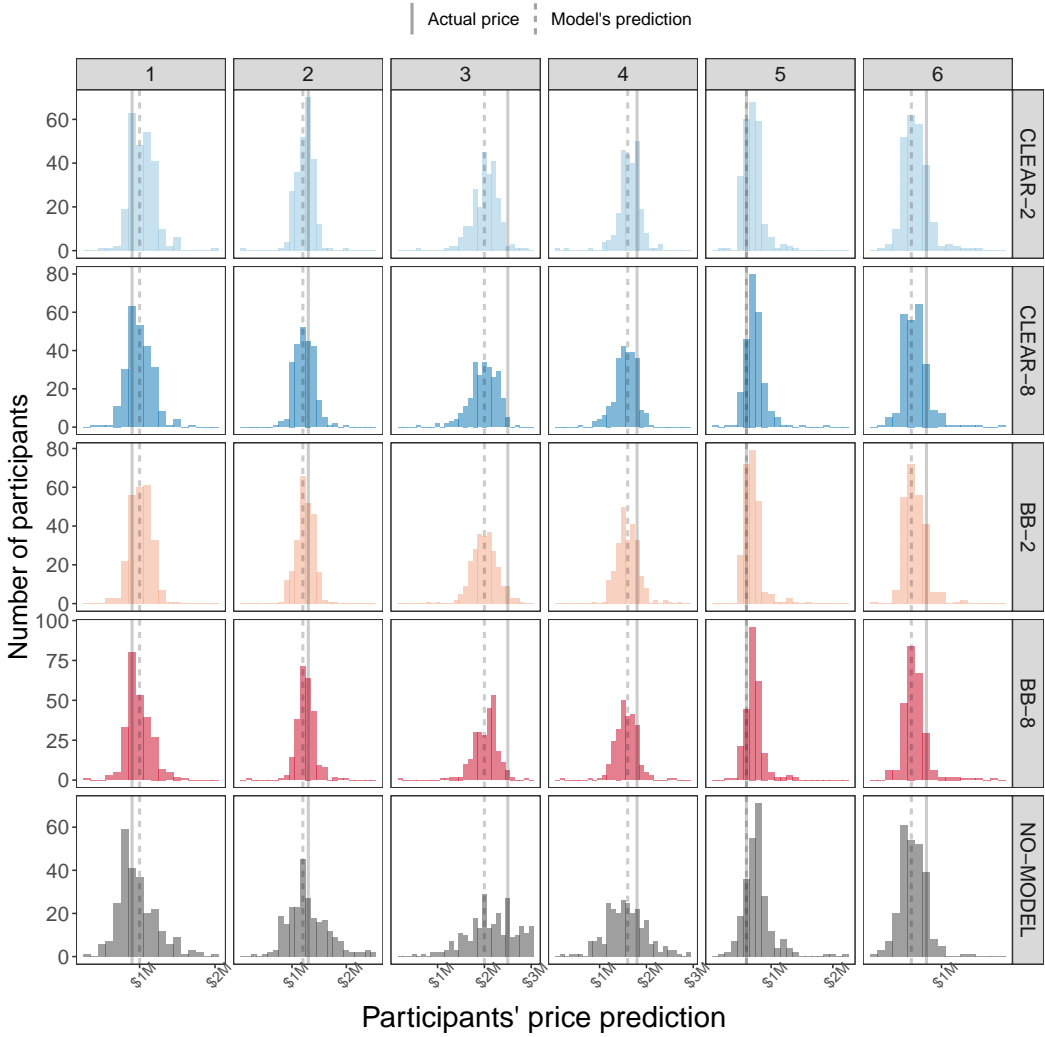 Actual price Model's prediction
1 2 3 4 5 6
Number of participants
60
40
20
0
CLEAR−2
80
60
40
20
0
CLEAR−8
80
60
40
20
0
BB−2
100
75
50
25
0
BB−8
60
40
20
0
NO−MODEL
$1M $2M $1M $2M $1M $2M $3M $1M $2M $3M $1M $2M $1M
Participants' price prediction